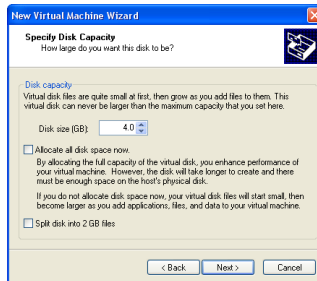 New Virtual Machine Wizard
Specify Disk Capacity
How large do you want this disk to be?
Disk capacity
Virtual disk files are quite small at first, then grow as you add files to them. This
virtual disk can never be larger than the maximum capacity that you set here.
Disk size (GB): 4.0
Allocate all disk space now.
By allocating the full capacity of the virtual disk, you enhance performance of
your virtual machine. However, the disk will take longer to create and there
must be enough space on the host's physical disk.
If you do not allocate disk space now, your virtual disk files will start small, then
become larger as you add applications, files, and data to your virtual machine.
Split disk into 2 GB files
< Back Next > Cancel